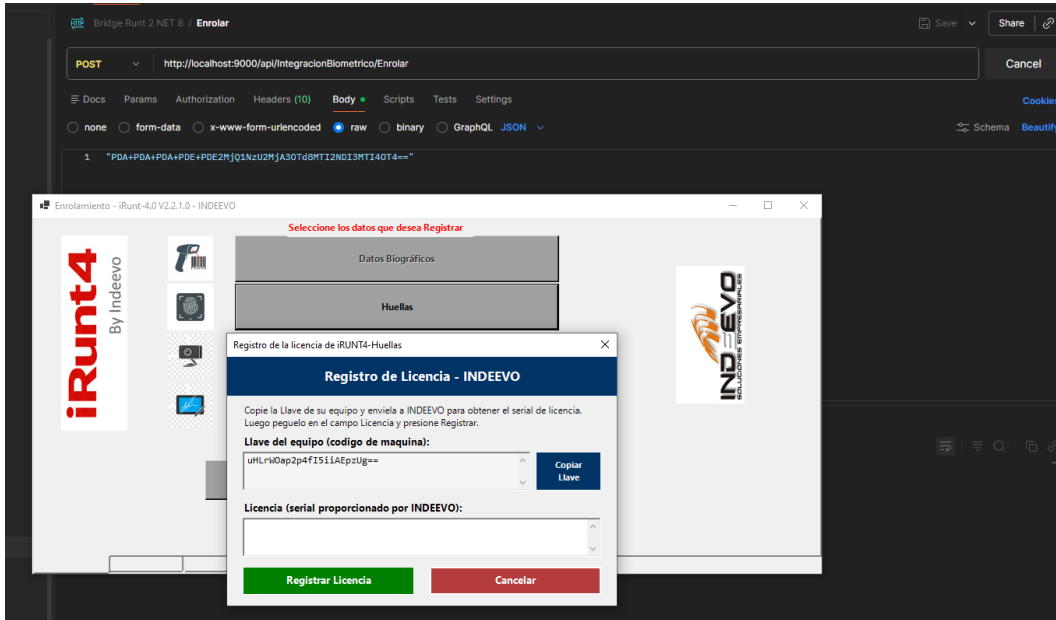 HTTP Bridge Runt 2 NET 8 / Enrolar
Save Share
POST http://localhost:9000/api/IntegracionBiometrico/Enrolar Cancel
Docs Params Authorization Headers (10) Body Scripts Tests Settings Cookies
none form-data x-www-form-urlencoded raw binary GraphQL JSON Schema Beautify
1 "PDA+PDA+PDA+PDE+PDE2MjQ1NzU2MjA3OTd8MTI2NDI3MTI4OT4=="
Enrolamiento - iRunt-4.0 V2.2.1.0 - INDEEVO
Seleccione los datos que desea Registrar
iRunt4
By Indeevo
Datos Biográficos
Huellas
INDEEVO
SOLUCIONES EMPRESARIALES
Registro de la licencia de iRUNT4-Huellas
Registro de Licencia - INDEEVO
Copie la Llave de su equipo y enviela a INDEEVO para obtener el serial de licencia.
Luego peguelo en el campo Licencia y presione Registrar.
Llave del equipo (codigo de maquina):
uHLrWOap2p4fI5iiAEpzUg==
Copiar
Llave
Licencia (serial proporcionado por INDEEVO):
Registrar Licencia Cancelar